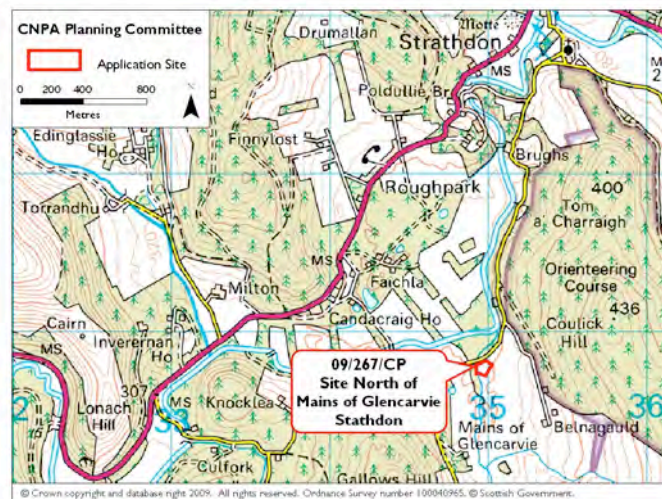 CNPA Planning Committee
Application Site
0 200 400 800
Metres
Drumallan
Motte
Strathdon
MS
Poldullie Br
MS
Edinglassie
Ho
Finnylost
Brughs
Roughpark
400
Torrandhu
Tom
a' Charraigh
MS
Orienteering
Course
Faichla
Milton
436
Candacraig Ho
Coulick
Hill
Cairn
Inverernan
Ho
MS
09/267/CP
Site North of
Mains of Glencarvie
Stathdon
307
Lonach
Hill
MS
33
Knocklea
35
36
Mains of
Glencarvie
Belnagauld
Culfork
Gallows Hill
© Crown copyright and database right 2009. All rights reserved. Ordnance Survey number 100040965. © Scottish Government.